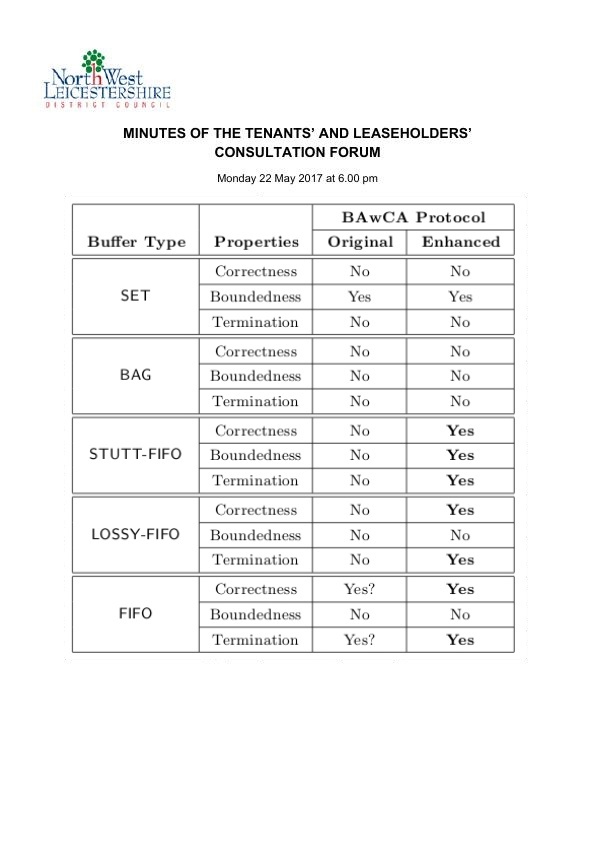 North West
LEICESTERSHIRE
DISTRICT COUNCIL
MINUTES OF THE TENANTS' AND LEASEHOLDERS'
CONSULTATION FORUM
Monday 22 May 2017 at 6.00 pm
BAwCA Protocol
Buffer Type Properties Original Enhanced
Correctness No No
SET Boundedness Yes Yes
Termination No No
Correctness No No
BAG Boundedness No No
Termination No No
Correctness No Yes
STUTT-FIFO Boundedness No Yes
Termination No Yes
Correctness No Yes
LOSSY-FIFO Boundedness No No
Termination No Yes
Correctness Yes? Yes
FIFO Boundedness No No
Termination Yes? Yes